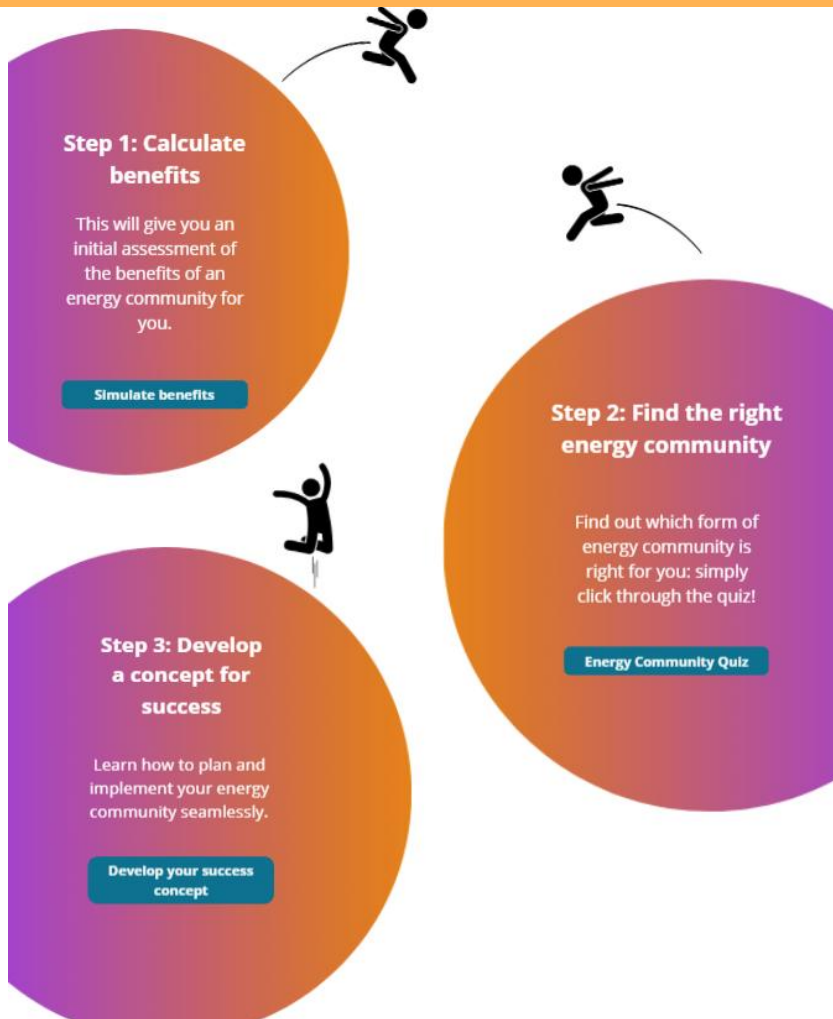 Step 1: Calculate
benefits
This will give you an
initial assessment of
the benefits of an
energy community for
you.
Simulate benefits
Step 2: Find the right
energy community
Find out which form of
energy community is
right for you: simply
click through the quiz!
Energy Community Quiz
Step 3: Develop
a concept for
success
Learn how to plan and
implement your energy
community seamlessly.
Develop your success
concept